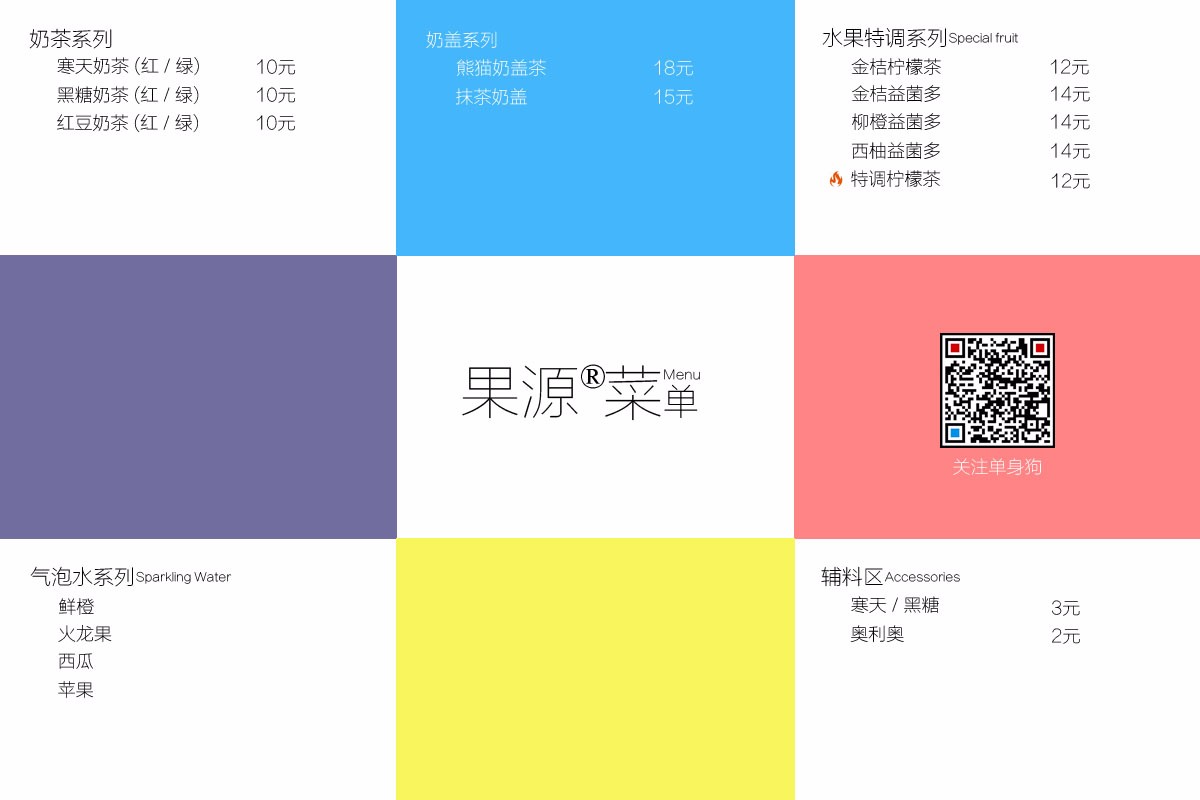 奶茶系列
寒天奶茶 (红 / 绿) 10元
黑糖奶茶 (红 / 绿) 10元
红豆奶茶 (红 / 绿) 10元
奶盖系列
熊猫奶盖茶 18元
抹茶奶盖 15元
水果特调系列Special fruit
金桔柠檬茶 12元
金桔益菌多 14元
柳橙益菌多 14元
西柚益菌多 14元
特调柠檬茶 12元
果源®菜单 Menu
关注单身狗
气泡水系列Sparkling Water
鲜橙
火龙果
西瓜
苹果
辅料区Accessories
寒天 / 黑糖 3元
奥利奥 2元